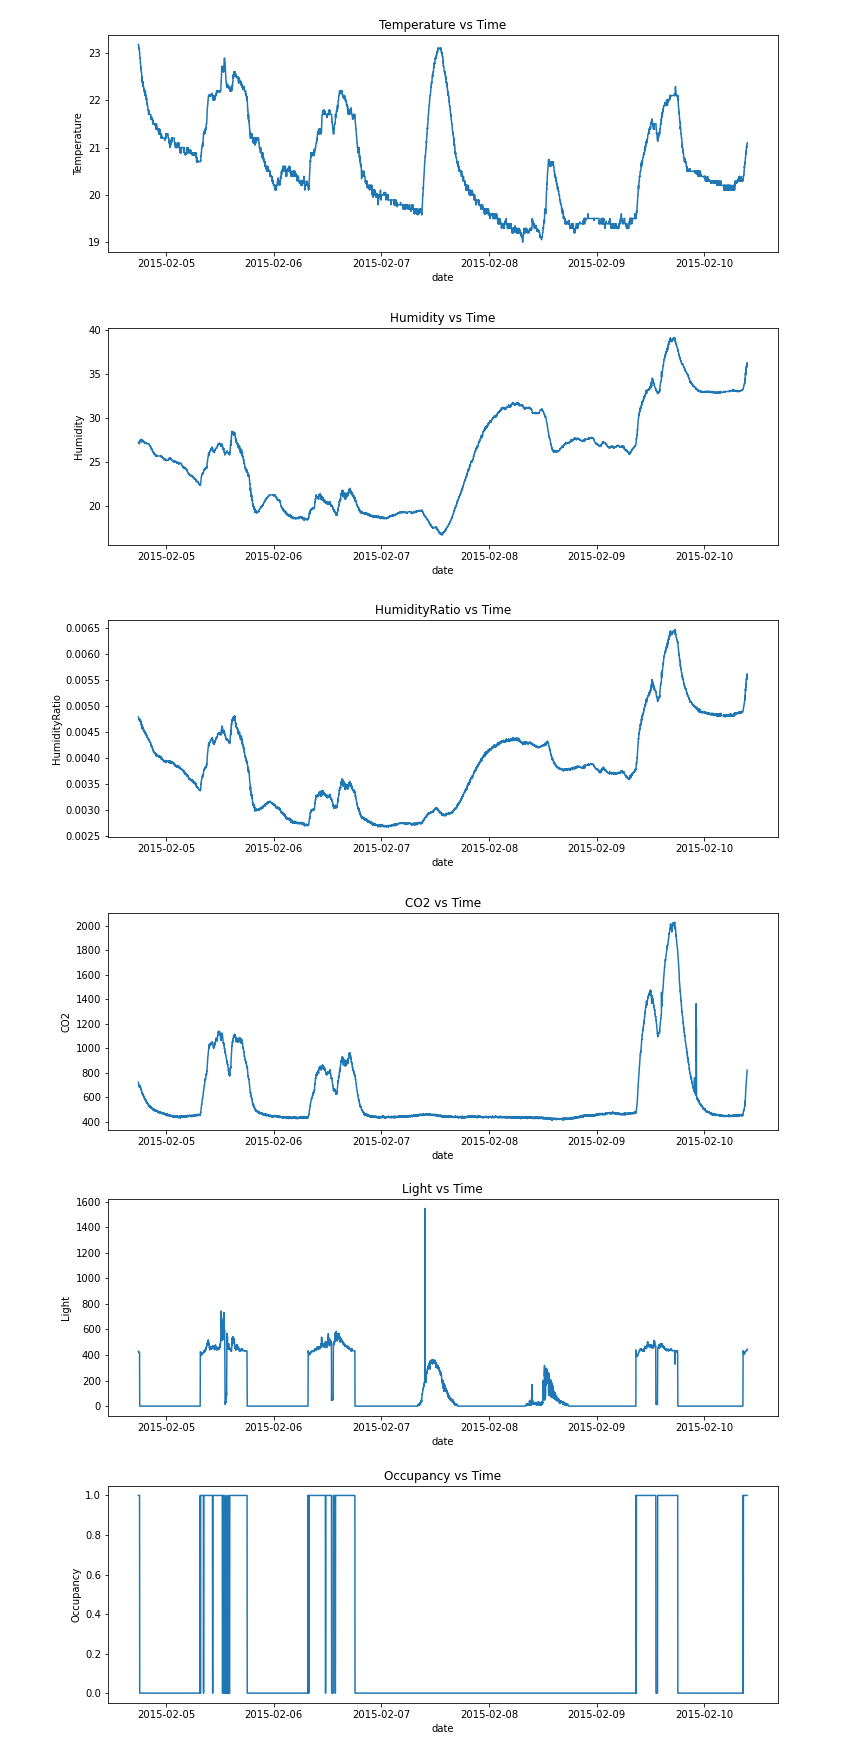 Temperature vs Time
23
22
21
20
19
Temperature
2015-02-05 2015-02-06 2015-02-07 2015-02-08 2015-02-09 2015-02-10
date
Humidity vs Time
40
35
30
25
20
Humidity
2015-02-05 2015-02-06 2015-02-07 2015-02-08 2015-02-09 2015-02-10
date
HumidityRatio vs Time
0.0065
0.0060
0.0055
0.0050
0.0045
0.0040
0.0035
0.0030
0.0025
HumidityRatio
2015-02-05 2015-02-06 2015-02-07 2015-02-08 2015-02-09 2015-02-10
date
CO2 vs Time
2000
1800
1600
1400
1200
1000
800
600
400
CO2
2015-02-05 2015-02-06 2015-02-07 2015-02-08 2015-02-09 2015-02-10
date
Light vs Time
1600
1400
1200
1000
800
600
400
200
0
Light
2015-02-05 2015-02-06 2015-02-07 2015-02-08 2015-02-09 2015-02-10
date
Occupancy vs Time
1.0
0.8
0.6
0.4
0.2
0.0
Occupancy
2015-02-05 2015-02-06 2015-02-07 2015-02-08 2015-02-09 2015-02-10
date